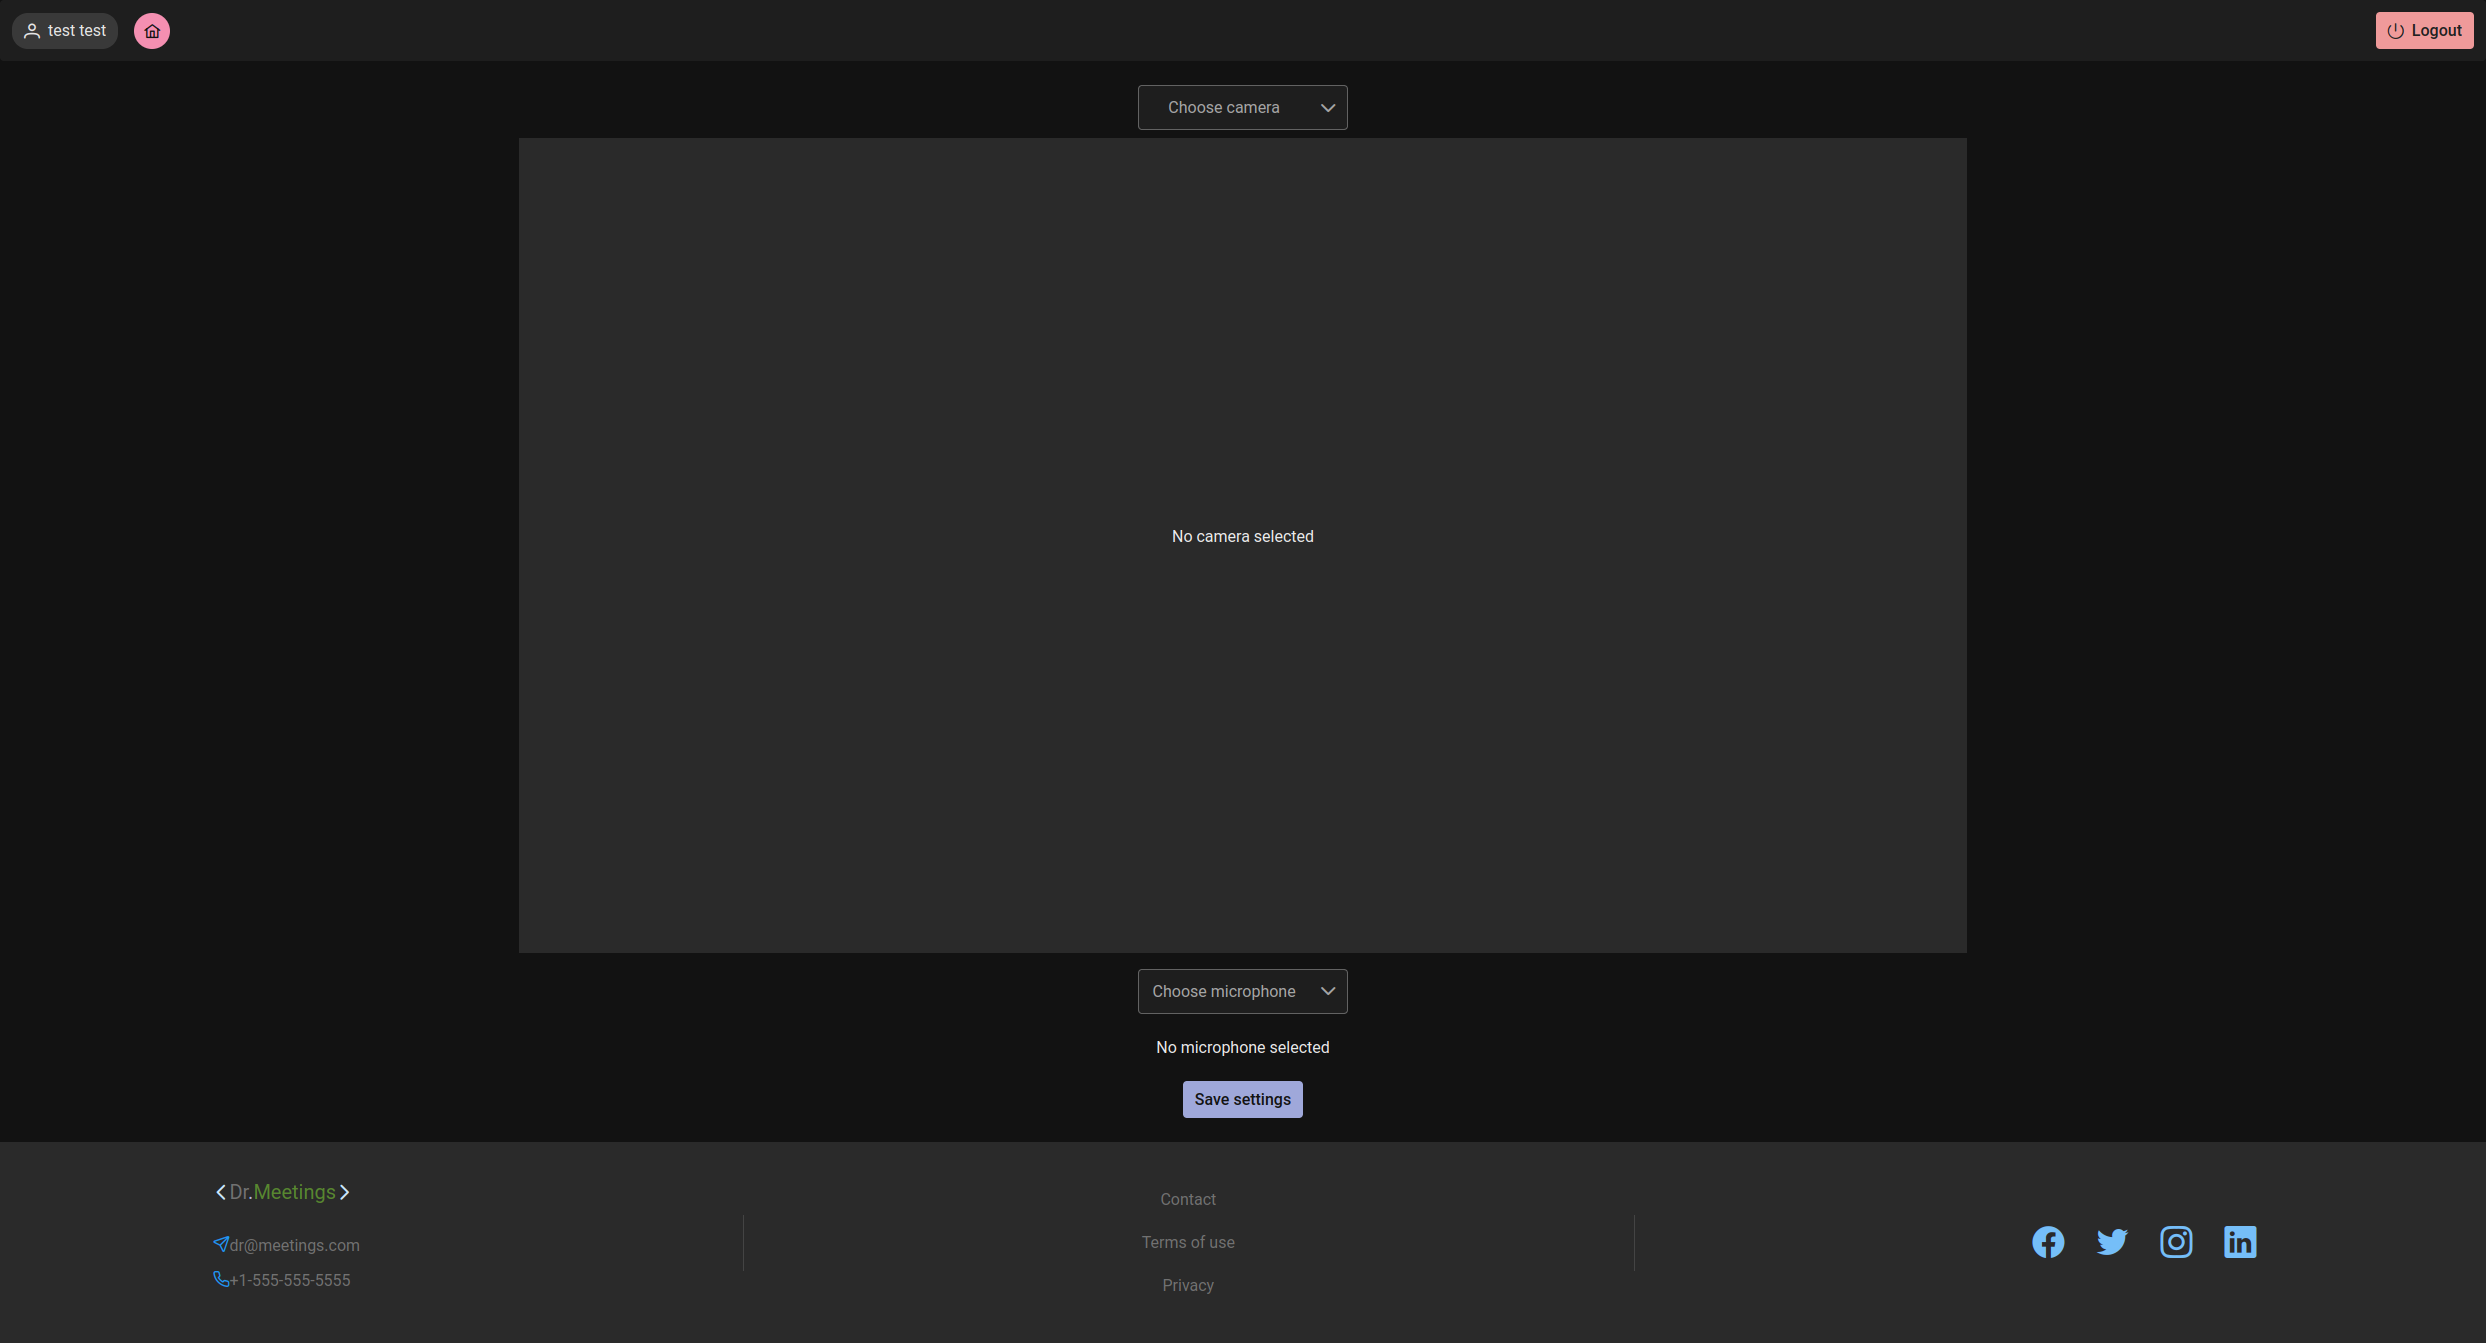 test test
Logout
Choose camera
No camera selected
Choose microphone
No microphone selected
Save settings
Dr.Meetings
dr@meetings.com
+1-555-555-5555
Contact
Terms of use
Privacy